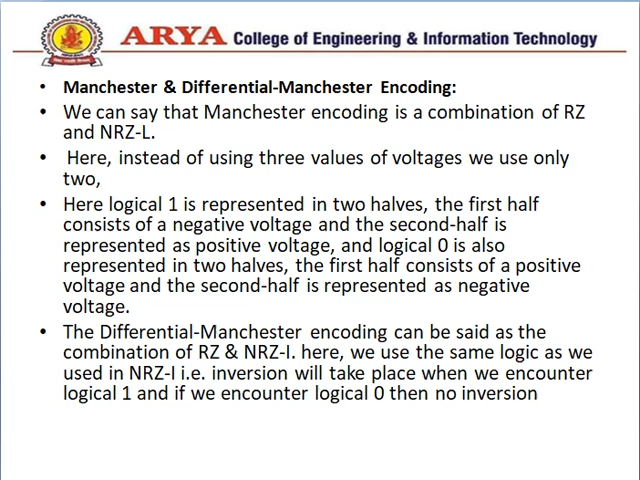 ARYA College of Engineering & Information Technology
• Manchester & Differential-Manchester Encoding:
• We can say that Manchester encoding is a combination of RZ
and NRZ-L.
• Here, instead of using three values of voltages we use only
two,
• Here logical 1 is represented in two halves, the first half
consists of a negative voltage and the second-half is
represented as positive voltage, and logical 0 is also
represented in two halves, the first half consists of a positive
voltage and the second-half is represented as negative
voltage.
• The Differential-Manchester encoding can be said as the
combination of RZ & NRZ-I. here, we use the same logic as we
used in NRZ-I i.e. inversion will take place when we encounter
logical 1 and if we encounter logical 0 then no inversion